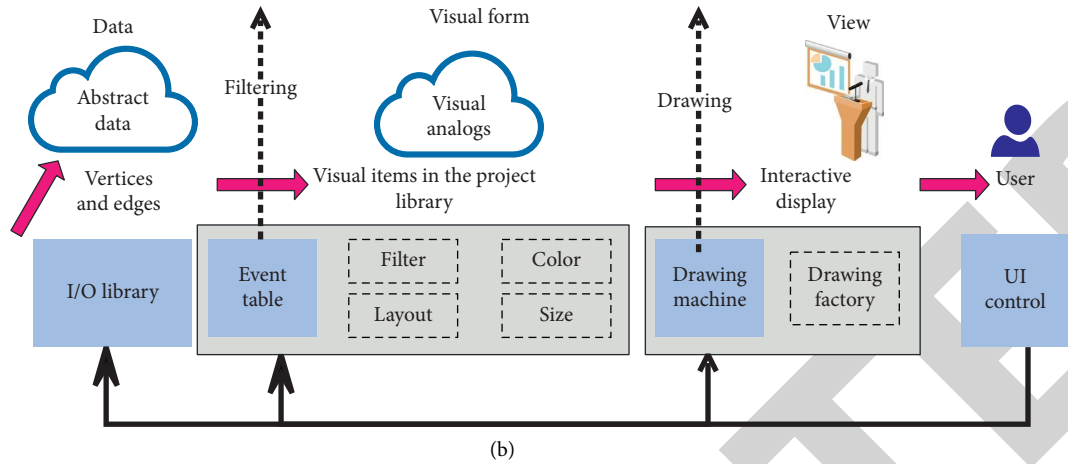 Data
Visual form
View
Abstract
data
Filtering
Visual
analogs
Drawing
Vertices
and edges
Visual items in the project
library
Interactive
display
User
I/O library
Event
table
Filter
Color
Layout
Size
Drawing
machine
Drawing
factory
UI
control
(b)